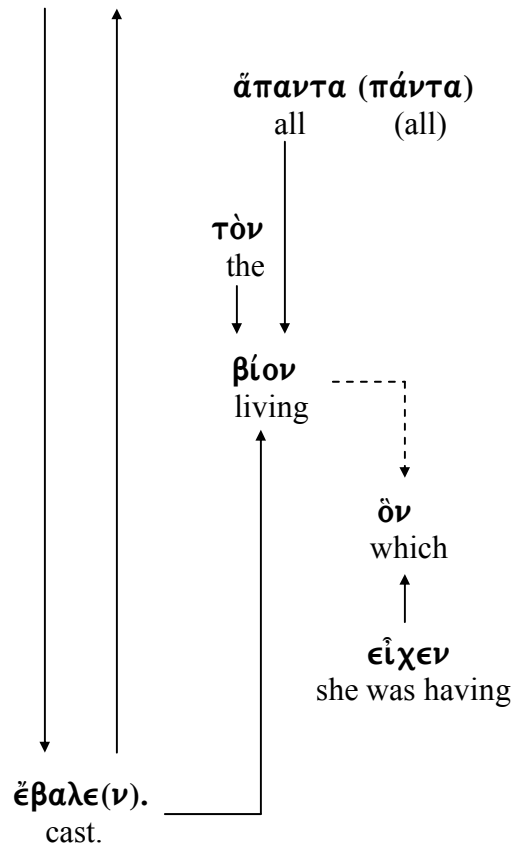 ἅπαντα (πάντα)
all (all)
τὸν
the
βίον
living
ὃν
which
εἶχεν
she was having
ἔβαλε(ν).
cast.